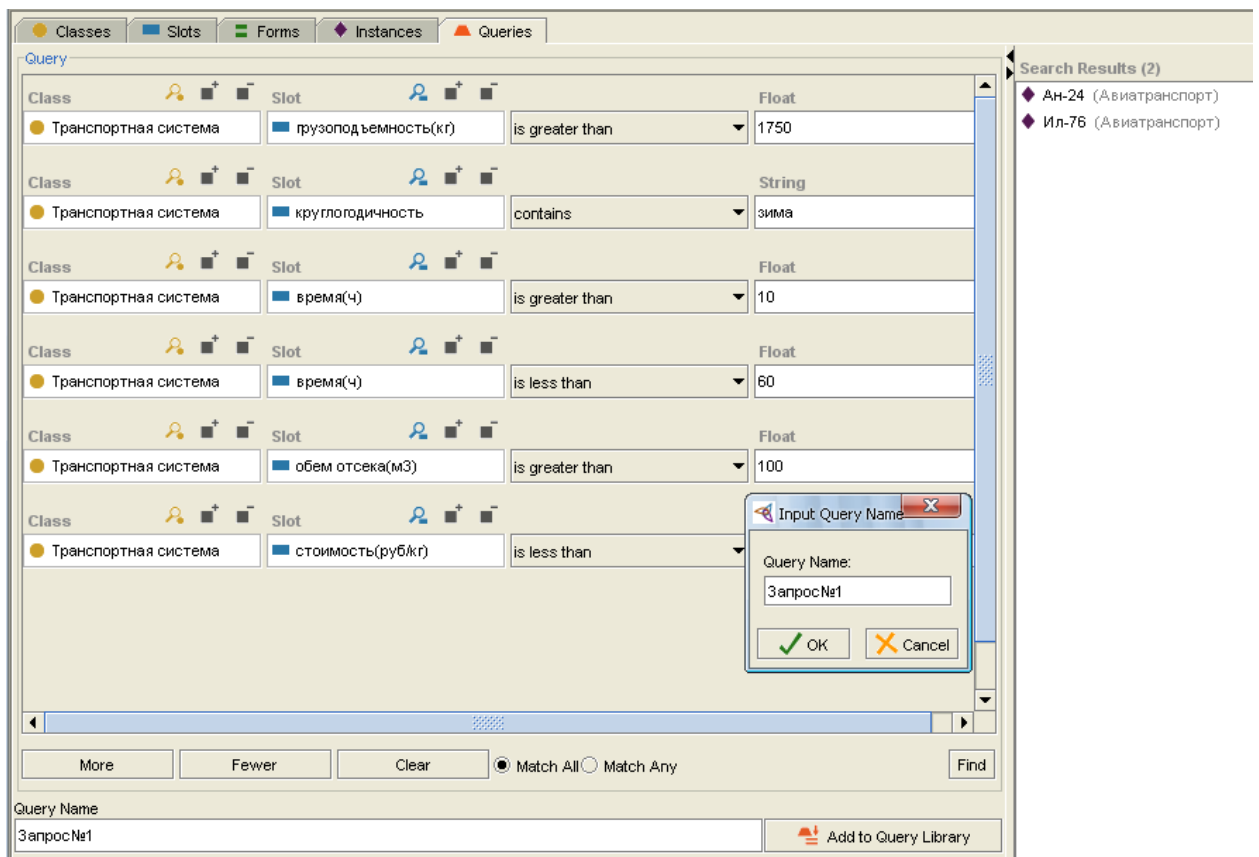 Classes Slots Forms Instances Queries
Query
Search Results (2)
Class Slot Float
Транспортная система грузоподъемность(кг) is greater than 1750
Ан-24 (Авиатранспорт)
Ил-76 (Авиатранспорт)
Class Slot String
Транспортная система круглогодичность contains зима
Class Slot Float
Транспортная система время(ч) is greater than 10
Class Slot Float
Транспортная система время(ч) is less than 60
Class Slot Float
Транспортная система обем отсека(м3) is greater than 100
Class Slot
Транспортная система стоимость(руб/кг) is less than
Input Query Name
Query Name:
Запрос№1
OK Cancel
More Fewer Clear Match All Match Any Find
Query Name
Запрос№1 Add to Query Library